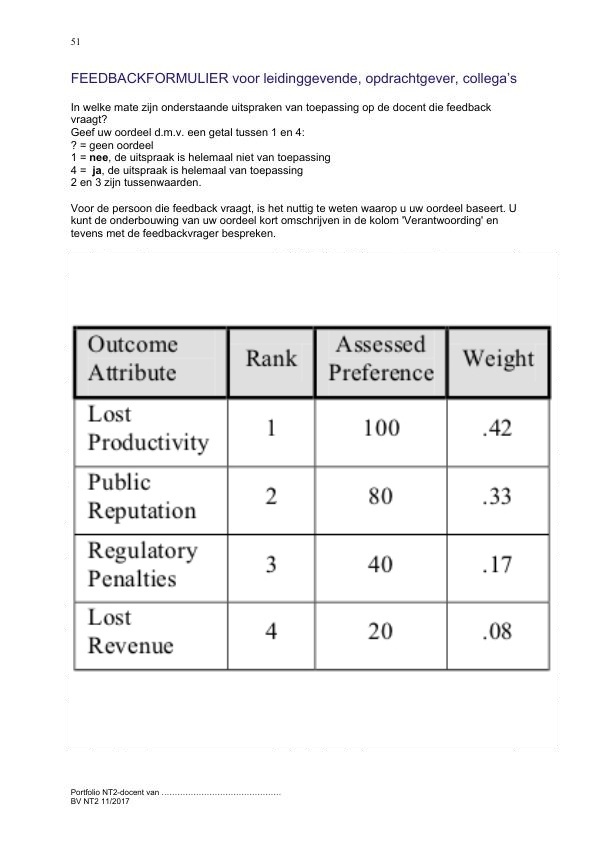 51
FEEDBACKFORMULIER voor leidinggevende, opdrachtgever, collega's
In welke mate zijn onderstaande uitspraken van toepassing op de docent die feedback
vraagt?
Geef uw oordeel d.m.v. een getal tussen 1 en 4:
? = geen oordeel
1 = nee, de uitspraak is helemaal niet van toepassing
4 =  ja, de uitspraak is helemaal van toepassing
2 en 3 zijn tussenwaarden.
Voor de persoon die feedback vraagt, is het nuttig te weten waarop u uw oordeel baseert. U
kunt de onderbouwing van uw oordeel kort omschrijven in de kolom 'Verantwoording' en
tevens met de feedbackvrager bespreken.
Outcome Attribute Rank Assessed Preference Weight
Lost Productivity 1 100 .42
Public Reputation 2 80 .33
Regulatory Penalties 3 40 .17
Lost Revenue 4 20 .08
Portfolio NT2-docent van ................................................
BV NT2 11/2017